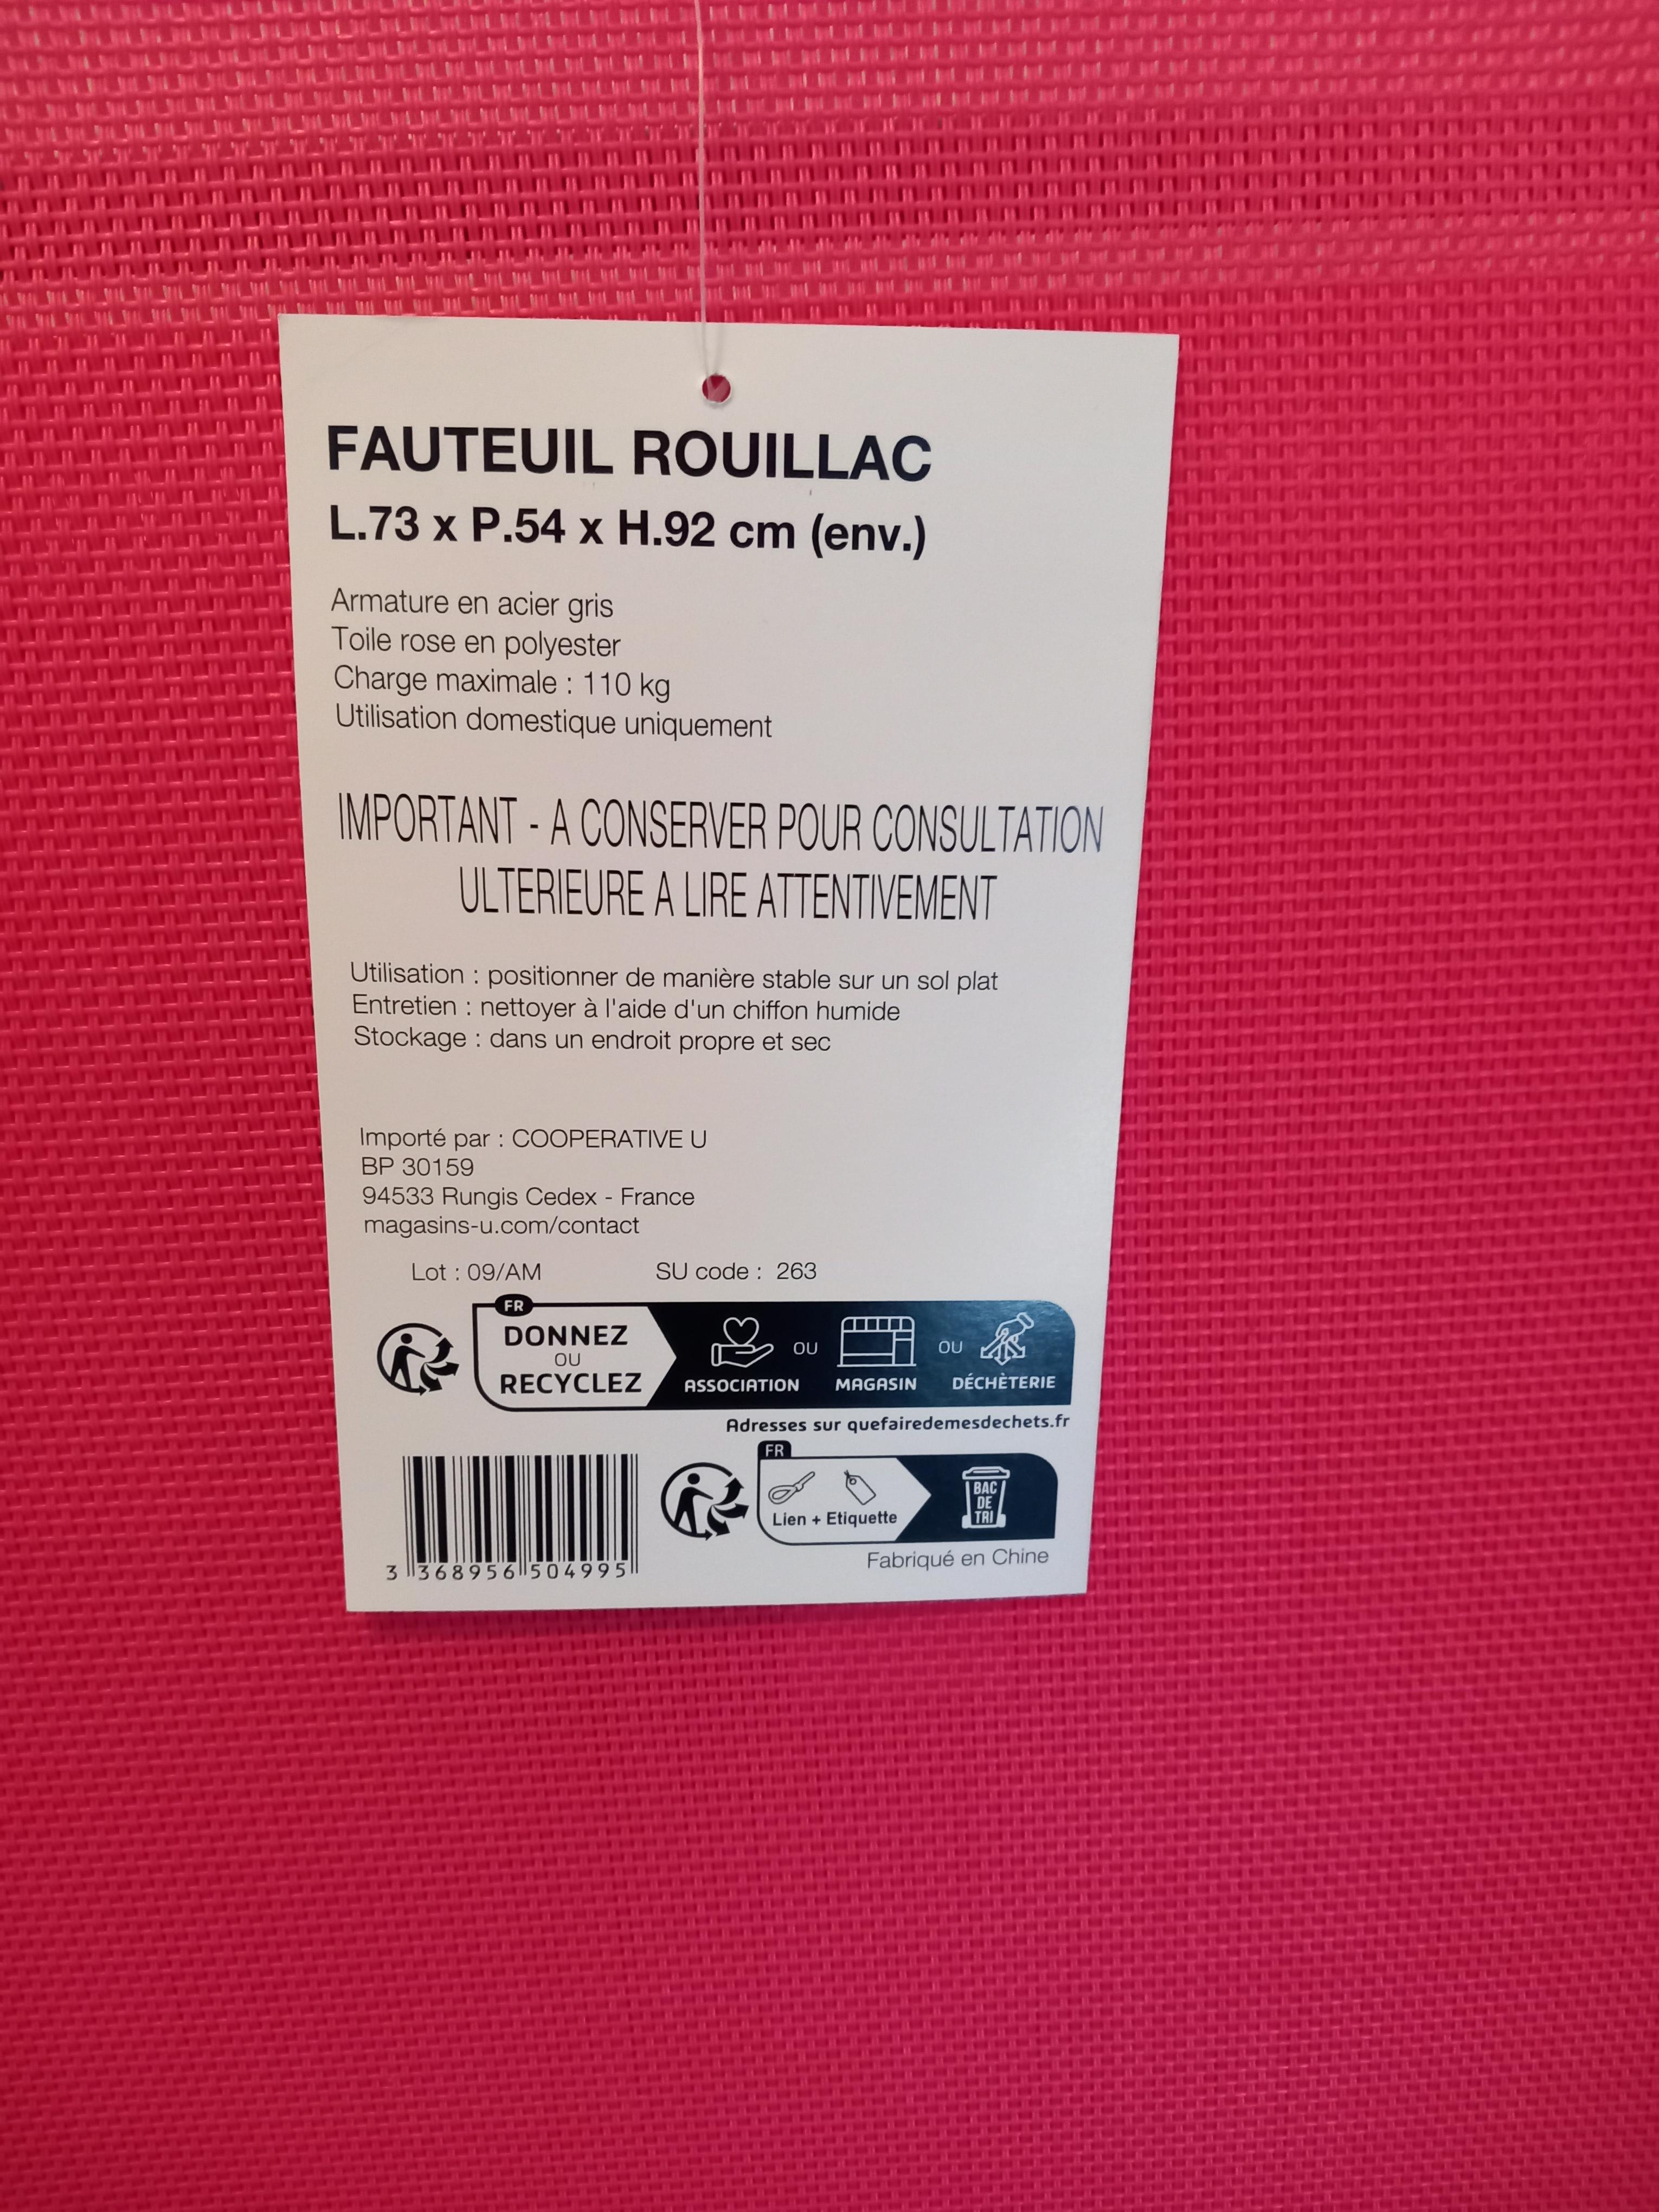 FAUTEUIL ROUILLAC
L.73 x P.54 x H.92 cm (env.)
Armature en acier gris
Toile rose en polyester
Charge maximale : 110 kg
Utilisation domestique uniquement
IMPORTANT - A CONSERVER POUR CONSULTATION
ULTERIEURE A LIRE ATTENTIVEMENT
Utilisation : positionner de manière stable sur un sol plat
Entretien : nettoyer à l'aide d'un chiffon humide
Stockage : dans un endroit propre et sec
Importé par : COOPERATIVE U
BP 30159
94533 Rungis Cedex - France
magasins-u.com/contact
Lot : 09/AM SU code : 263
FR
DONNEZ
OU
RECYCLEZ
OU OU
ASSOCIATION MAGASIN DÉCHÈTERIE
Adresses sur quefairedemesdechets.fr
FR
Lien + Etiquette
BAC
DE
TRI
Fabriqué en Chine
3 368956 504995